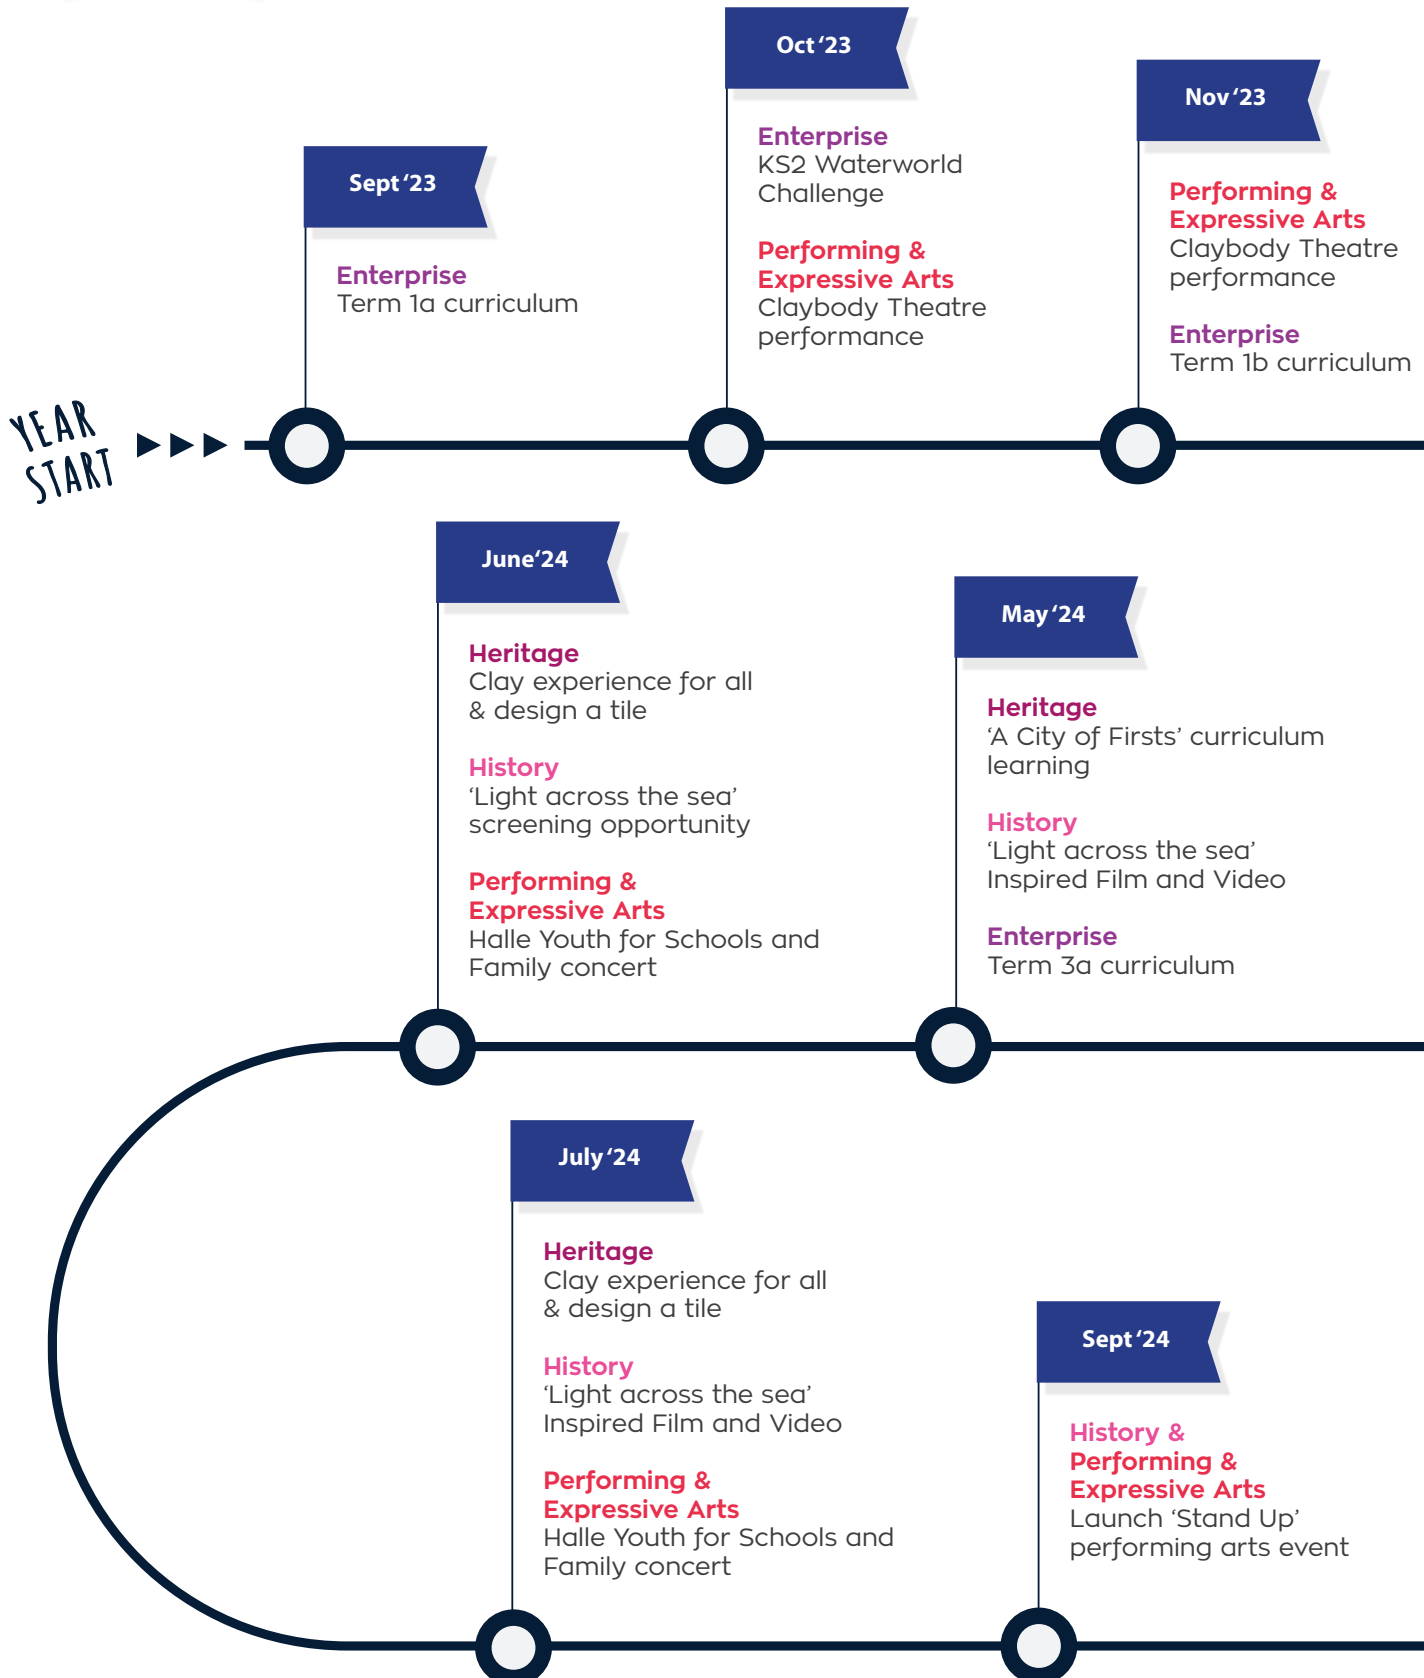 YEAR
START
Sept ‘23
Enterprise
Term 1a curriculum
Oct ‘23
Enterprise
KS2 Waterworld
Challenge
Performing &
Expressive Arts
Claybody Theatre
performance
Nov ‘23
Performing &
Expressive Arts
Claybody Theatre
performance
Enterprise
Term 1b curriculum
June‘24
Heritage
Clay experience for all
& design a tile
History
‘Light across the sea’
screening opportunity
Performing &
Expressive Arts
Halle Youth for Schools and
Family concert
May ‘24
Heritage
‘A City of Firsts’ curriculum
learning
History
‘Light across the sea’
Inspired Film and Video
Enterprise
Term 3a curriculum
July ‘24
Heritage
Clay experience for all
& design a tile
History
‘Light across the sea’
Inspired Film and Video
Performing &
Expressive Arts
Halle Youth for Schools and
Family concert
Sept ‘24
History &
Performing &
Expressive Arts
Launch ‘Stand Up’
performing arts event